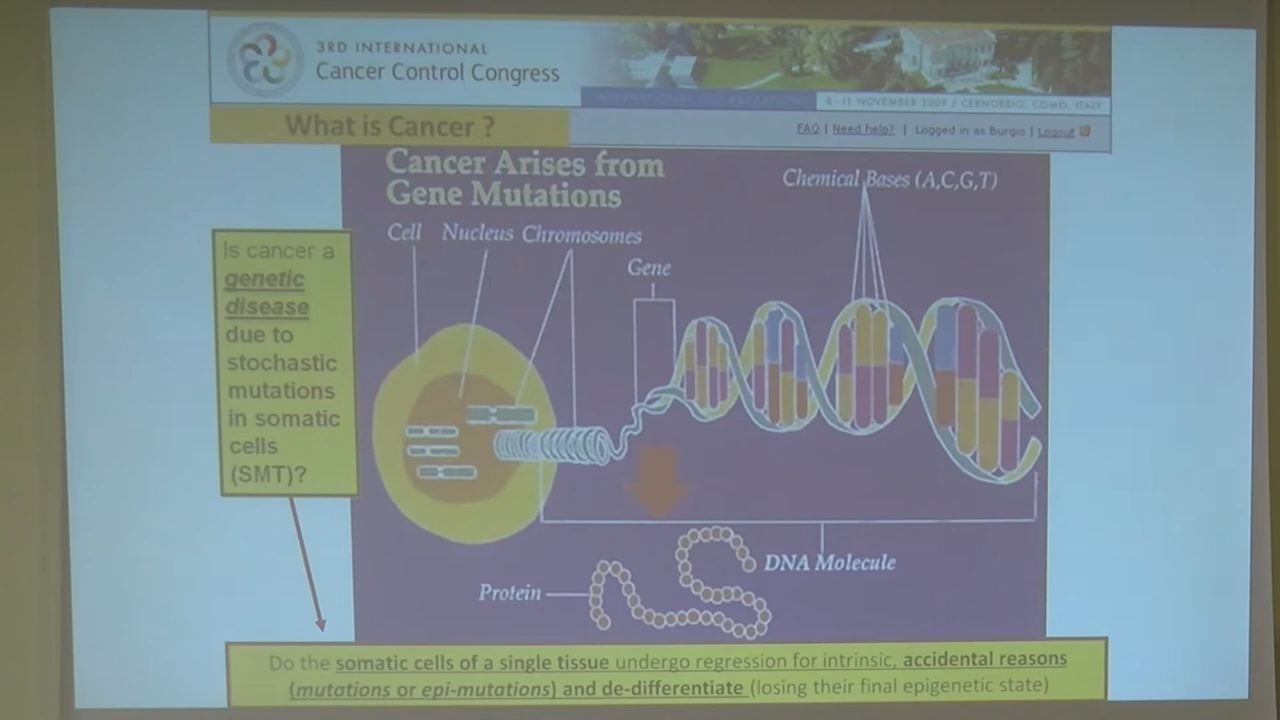 3RD INTERNATIONAL
Cancer Control Congress
8-11 NOVEMBER 2009 / CERNOBBIO, COMO, ITALY
What is Cancer ?
FAQ | Need help? | Logged in as Burgio | Logout
Cancer Arises from
Gene Mutations
Chemical Bases (A,C,G,T)
Cell Nucleus Chromosomes
Gene
Is cancer a
genetic
disease
due to
stochastic
mutations
in somatic
cells
(SMT)?
DNA Molecule
Protein
Do the somatic cells of a single tissue undergo regression for intrinsic, accidental reasons
(mutations or epi-mutations) and de-differentiate (losing their final epigenetic state)